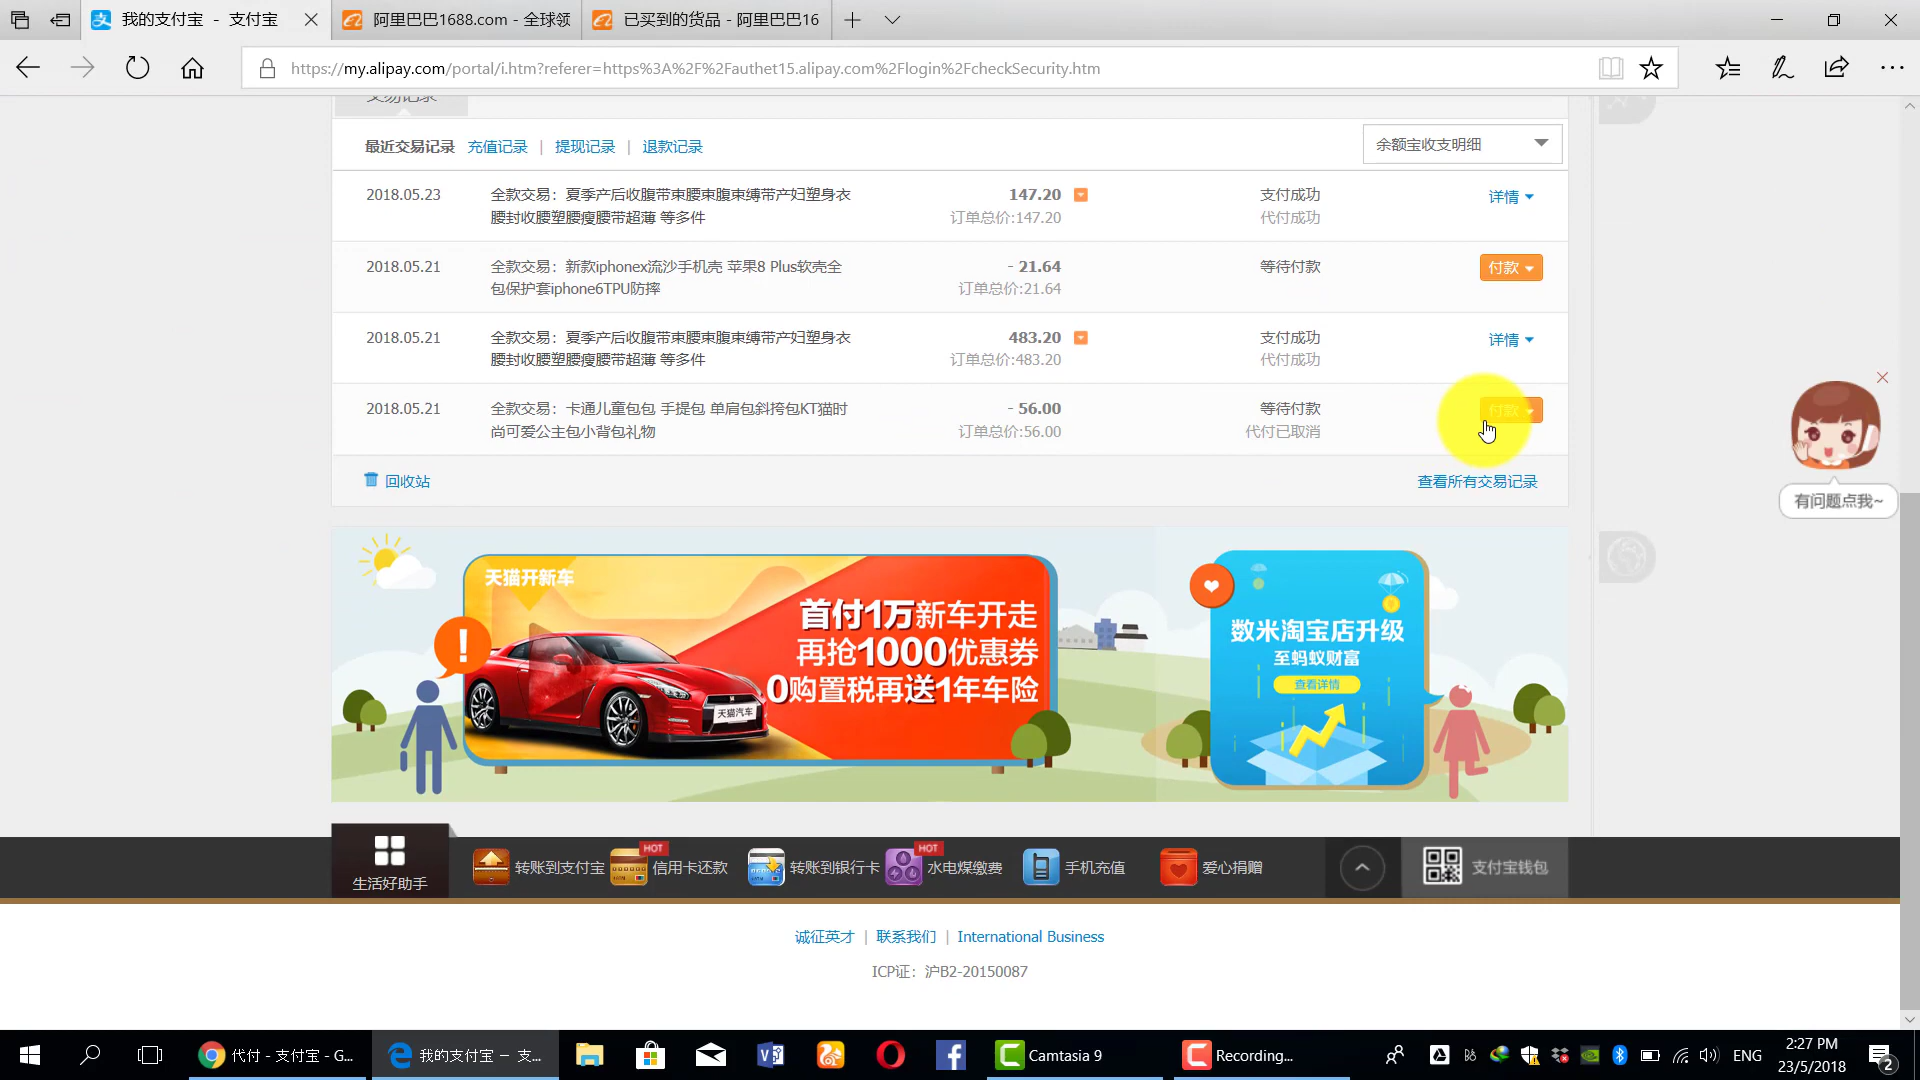 我的支付宝 - 支付宝
阿里巴巴1688.com - 全球领
已买到的货品 - 阿里巴巴16
https://my.alipay.com/portal/i.htm?referer=https%3A%2F%2Fauthet15.alipay.com%2Flogin%2FcheckSecurity.htm
交易记录
最近交易记录 充值记录 | 提现记录 | 退款记录
余额宝收支明细
2018.05.23 全款交易：夏季产后收腹带束腰束腹束缚带产妇塑身衣 147.20 支付成功 详情
腰封收腰塑腰瘦腰带超薄 等多件 订单总价:147.20 代付成功
2018.05.21 全款交易：新款iphonex流沙手机壳 苹果8 Plus软壳全 - 21.64 等待付款 付款
包保护套iphone6TPU防摔 订单总价:21.64
2018.05.21 全款交易：夏季产后收腹带束腰束腹束缚带产妇塑身衣 483.20 支付成功 详情
腰封收腰塑腰瘦腰带超薄 等多件 订单总价:483.20 代付成功
2018.05.21 全款交易：卡通儿童包包 手提包 单肩包斜挎包KT猫时 - 56.00 等待付款 付款
尚可爱公主包小背包礼物 订单总价:56.00 代付已取消
回收站 查看所有交易记录
有问题点我~
天猫开新车
首付1万新车开走
再抢1000优惠券
0购置税再送1年车险
天猫汽车
数米淘宝店升级
至蚂蚁财富
查看详情
生活好助手
转账到支付宝
HOT
信用卡还款
转账到银行卡
HOT
水电煤缴费
手机充值
爱心捐赠
支付宝钱包
诚征英才 | 联系我们 | International Business
ICP证：沪B2-20150087
代付 - 支付宝 - G...
我的支付宝 － 支...
Camtasia 9
Recording...
ENG
2:27 PM
23/5/2018
2